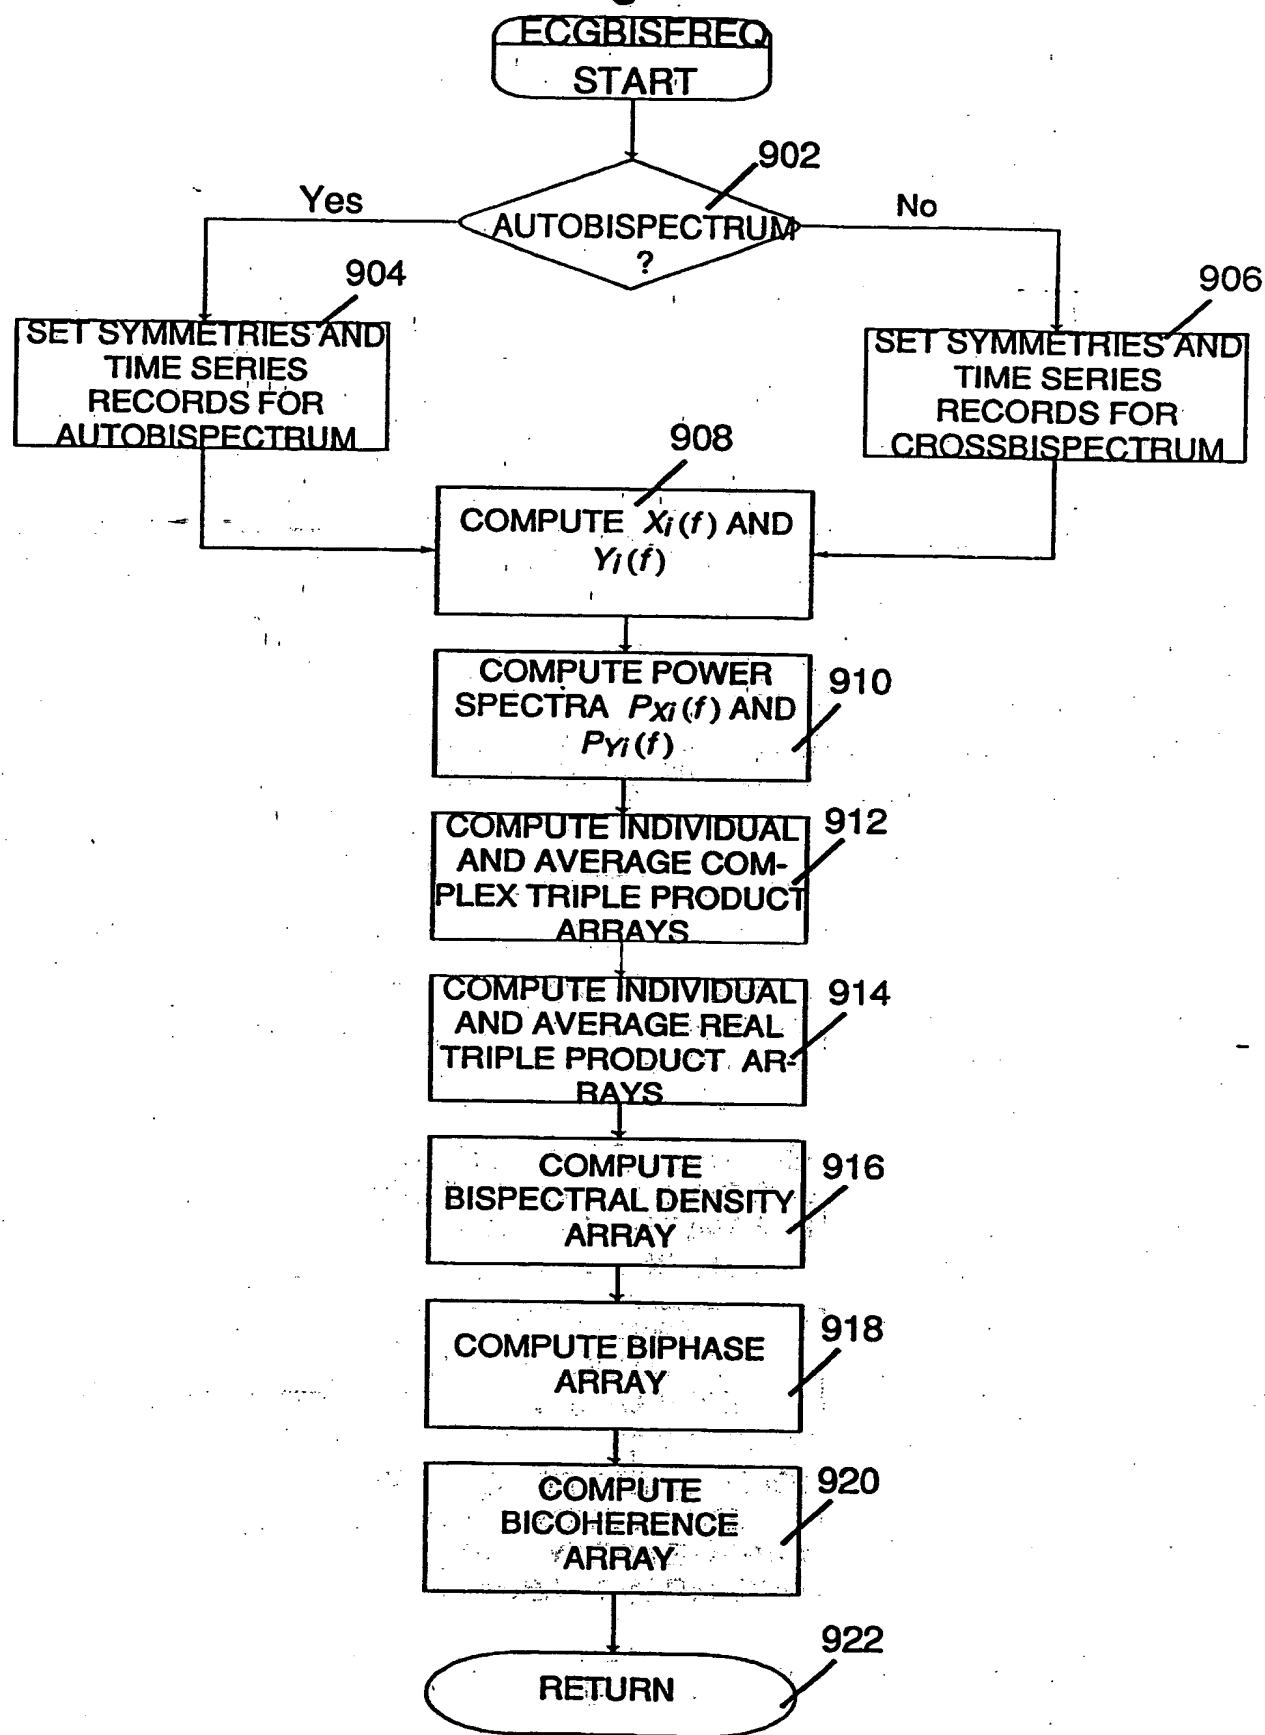 ECGBISFREQ
START
902
AUTOBISPECTRUM
?
Yes
No
904
SET SYMMETRIES AND
TIME SERIES
RECORDS FOR
AUTOBISPECTRUM
906
SET SYMMETRIES AND
TIME SERIES
RECORDS FOR
CROSSBISPECTRUM
908
COMPUTE Xi(f) AND
Yi(f)
COMPUTE POWER
SPECTRA PXi(f) AND
PYi(f)
910
COMPUTE INDIVIDUAL
AND AVERAGE COM-
PLEX TRIPLE PRODUCT
ARRAYS
912
COMPUTE INDIVIDUAL
AND AVERAGE REAL
TRIPLE PRODUCT AR-
RAYS
914
COMPUTE
BISPECTRAL DENSITY
ARRAY
916
COMPUTE BIPHASE
ARRAY
918
COMPUTE
BICOHERENCE
ARRAY
920
RETURN
922